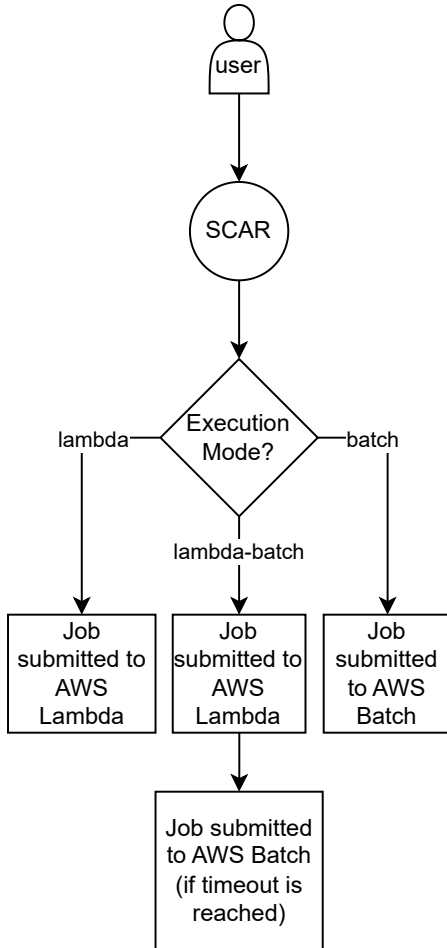 user
SCAR
Execution
Mode?
lambda
batch
lambda-batch
Job
submitted to
AWS
Lambda
Job
submitted to
AWS
Lambda
Job
submitted
to AWS
Batch
Job submitted
to AWS Batch
(if timeout is
reached)